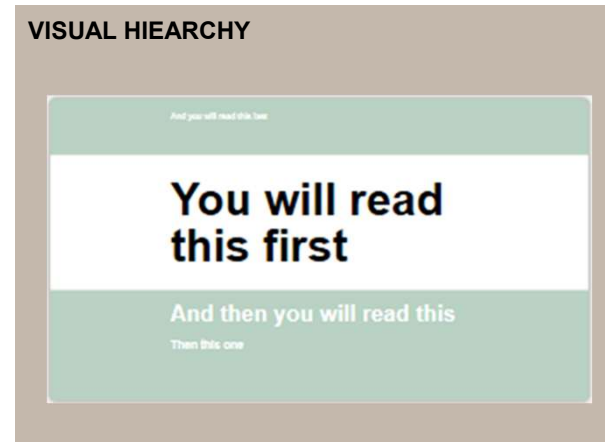 VISUAL HIEARCHY
And you will read this last
You will read
this first
And then you will read this
Then this one